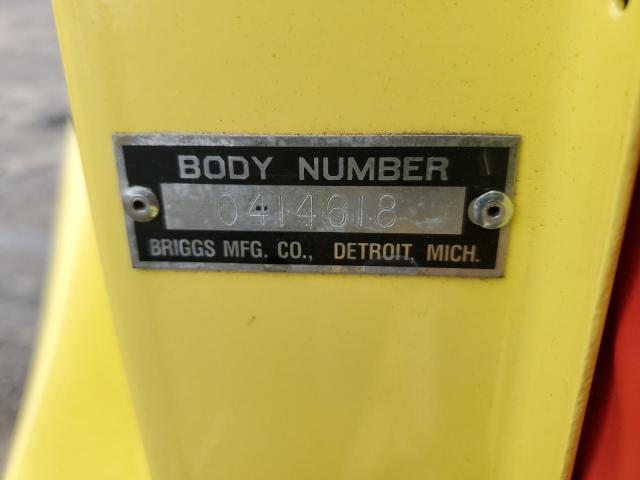 BODY NUMBER
0414618
BRIGGS MFG. CO., DETROIT, MICH.